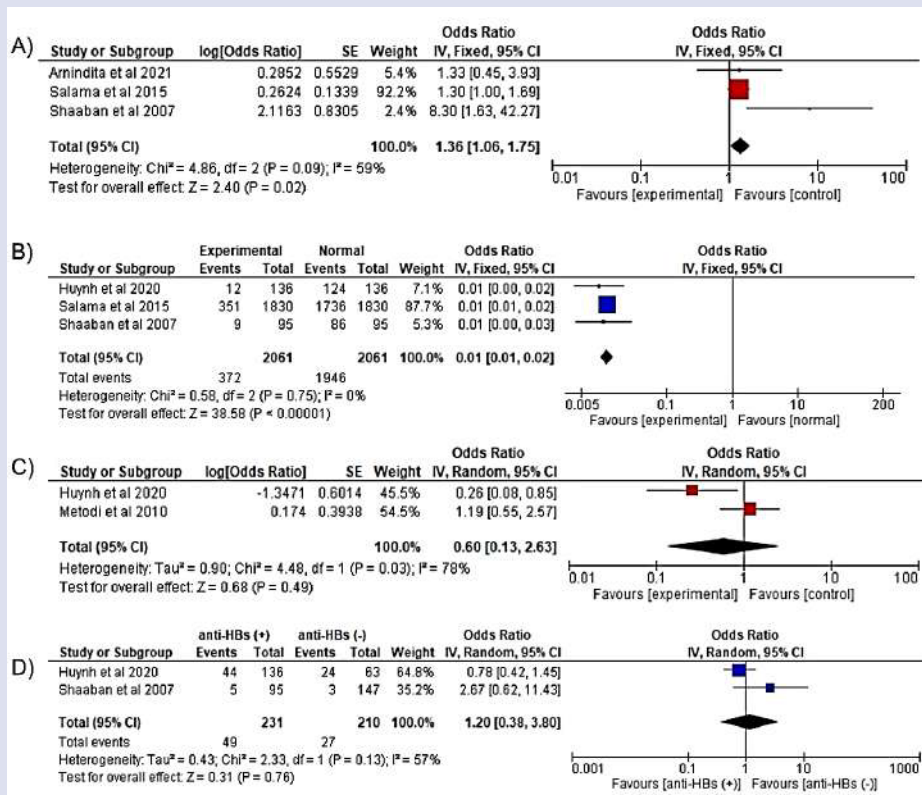 A)
Odds Ratio Odds Ratio
Study or Subgroup log[Odds Ratio] SE Weight IV, Fixed, 95% CI IV, Fixed, 95% CI
Arnindita et al 2021 0.2852 0.5529 5.4% 1.33 [0.45, 3.93]
Salama et al 2015 0.2624 0.1339 92.2% 1.30 [1.00, 1.69]
Shaaban et al 2007 2.1163 0.8305 2.4% 8.30 [1.63, 42.27]
Total (95% CI) 100.0% 1.36 [1.06, 1.75]
Heterogeneity: Chi² = 4.86, df = 2 (P = 0.09); I² = 59%
Test for overall effect: Z = 2.40 (P = 0.02)
0.01 0.1 1 10 100
Favours [experimental] Favours [control]
B)
Experimental Normal Odds Ratio Odds Ratio
Study or Subgroup Events Total Events Total Weight IV, Fixed, 95% CI IV, Fixed, 95% CI
Huynh et al 2020 12 136 124 136 7.1% 0.01 [0.00, 0.02]
Salama et al 2015 351 1830 1736 1830 87.7% 0.01 [0.01, 0.02]
Shaaban et al 2007 9 95 86 95 5.3% 0.01 [0.00, 0.03]
Total (95% CI) 2061 2061 100.0% 0.01 [0.01, 0.02]
Total events 372 1946
Heterogeneity: Chi² = 0.58, df = 2 (P = 0.75); I² = 0%
Test for overall effect: Z = 38.58 (P < 0.00001)
0.005 0.1 1 10 200
Favours [experimental] Favours [normal]
C)
Odds Ratio Odds Ratio
Study or Subgroup log[Odds Ratio] SE Weight IV, Random, 95% CI IV, Random, 95% CI
Huynh et al 2020 -1.3471 0.6014 45.5% 0.26 [0.08, 0.85]
Metodi et al 2010 0.174 0.3938 54.5% 1.19 [0.55, 2.57]
Total (95% CI) 100.0% 0.60 [0.13, 2.63]
Heterogeneity: Tau² = 0.90; Chi² = 4.48, df = 1 (P = 0.03); I² = 78%
Test for overall effect: Z = 0.68 (P = 0.49)
0.01 0.1 1 10 100
Favours [experimental] Favours [control]
D)
anti-HBs (+) anti-HBs (-) Odds Ratio Odds Ratio
Study or Subgroup Events Total Events Total Weight IV, Random, 95% CI IV, Random, 95% CI
Huynh et al 2020 44 136 24 63 64.8% 0.78 [0.42, 1.45]
Shaaban et al 2007 5 95 3 147 35.2% 2.67 [0.62, 11.43]
Total (95% CI) 231 210 100.0% 1.20 [0.38, 3.80]
Total events 49 27
Heterogeneity: Tau² = 0.43; Chi² = 2.33, df = 1 (P = 0.13); I² = 57%
Test for overall effect: Z = 0.31 (P = 0.76)
0.001 0.1 1 10 1000
Favours [anti-HBs (+)] Favours [anti-HBs (-)]